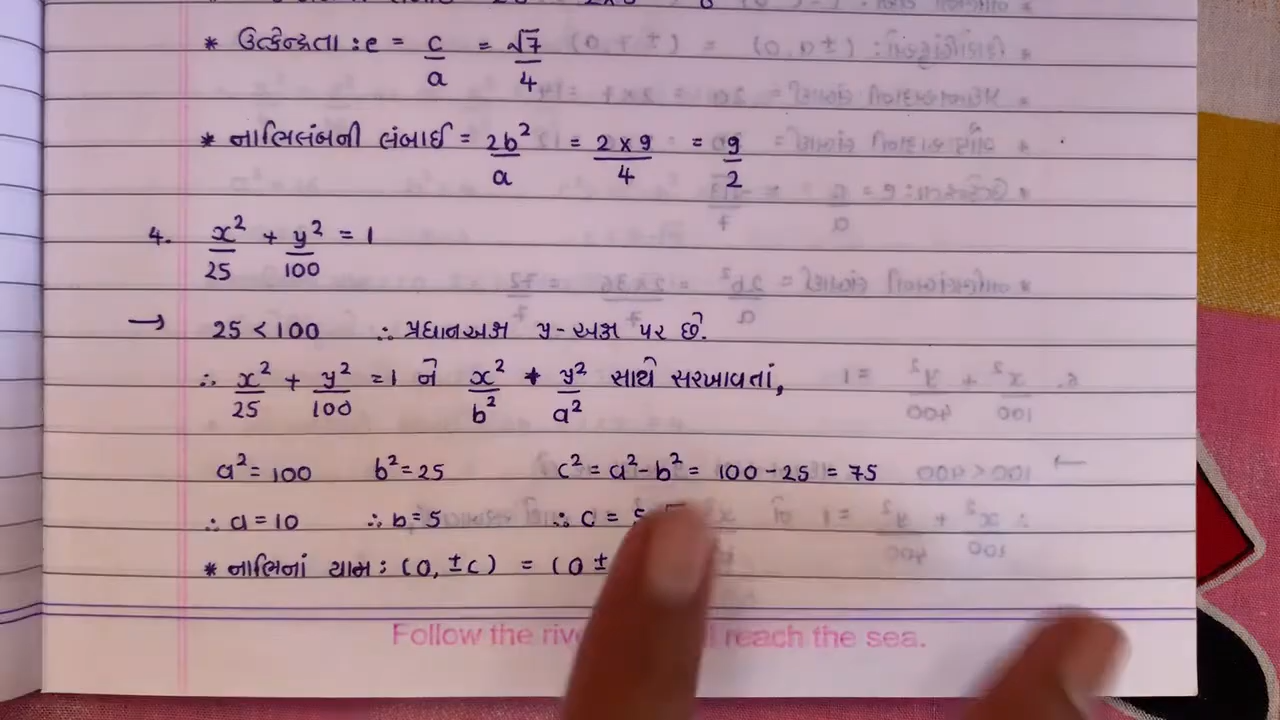 * ઉત્કેન્દ્રતા : e = c/a = √7/4
* નાભિલંબની લંબાઈ = 2b²/a = 2×9/4 = 9/2
4. x²/25 + y²/100 = 1
→ 25 < 100 ∴ પ્રધાનઅક્ષ y-અક્ષ પર છે.
∴ x²/25 + y²/100 = 1 ને x²/b² + y²/a² સાથે સરખાવતાં,
a² = 100 b² = 25 c² = a² - b² = 100 - 25 = 75
∴ a = 10 ∴ b = 5 ∴ c = 5
* નાભિનાં યામ : (0, ±c) = (0 ±
Follow the reach the sea.